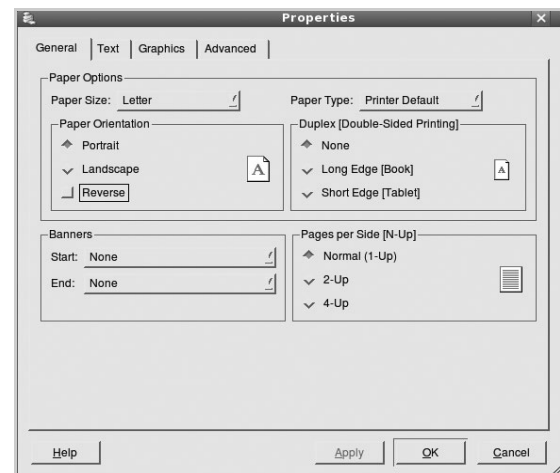 Properties
General Text Graphics Advanced
Paper Options
Paper Size: Letter
Paper Type: Printer Default
Paper Orientation
Portrait
Landscape
Reverse
A
Duplex [Double-Sided Printing]
None
Long Edge [Book]
Short Edge [Tablet]
A
Banners
Start: None
End: None
Pages per Side [N-Up]
Normal (1-Up)
2-Up
4-Up
Help Apply OK Cancel